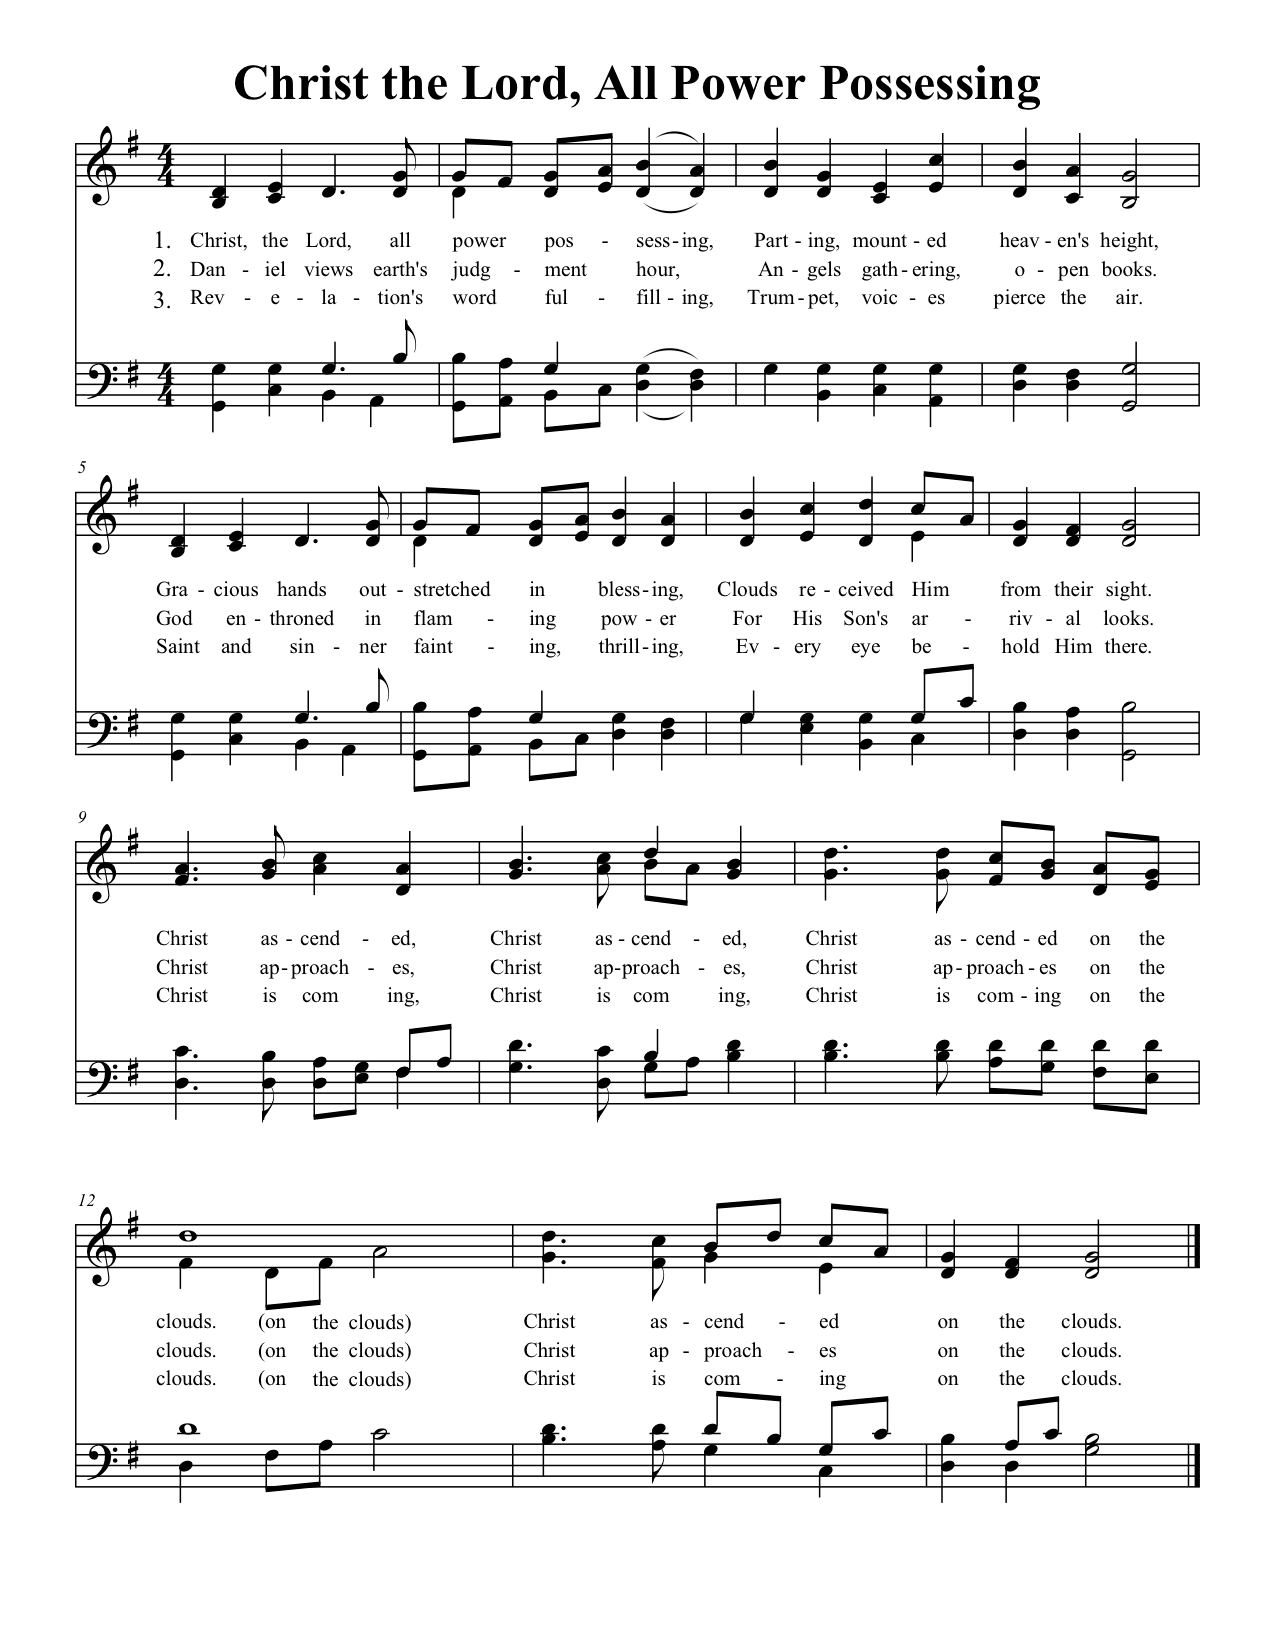 Christ the Lord, All Power Possessing
4 4
1. Christ, the Lord, all power pos - sess-ing, Part - ing, mount - ed heav - en's height,
2. Dan - iel views earth's judg - ment hour, An - gels gath - ering, o - pen books.
3. Rev - e - la - tion's word ful - fill - ing, Trum - pet, voic - es pierce the air.
4 4
5
Gra - cious hands out - stretched in bless - ing, Clouds re - ceived Him from their sight.
God en - throned in flam - ing pow - er For His Son's ar - riv - al looks.
Saint and sin - ner faint - ing, thrill - ing, Ev - ery eye be - hold Him there.
9
Christ as - cend - ed, Christ as - cend - ed, Christ as - cend - ed on the
Christ ap - proach - es, Christ ap - proach - es, Christ ap - proach - es on the
Christ is com ing, Christ is com ing, Christ is com - ing on the
12
clouds. (on the clouds) Christ as - cend - ed on the clouds.
clouds. (on the clouds) Christ ap - proach - es on the clouds.
clouds. (on the clouds) Christ is com - ing on the clouds.